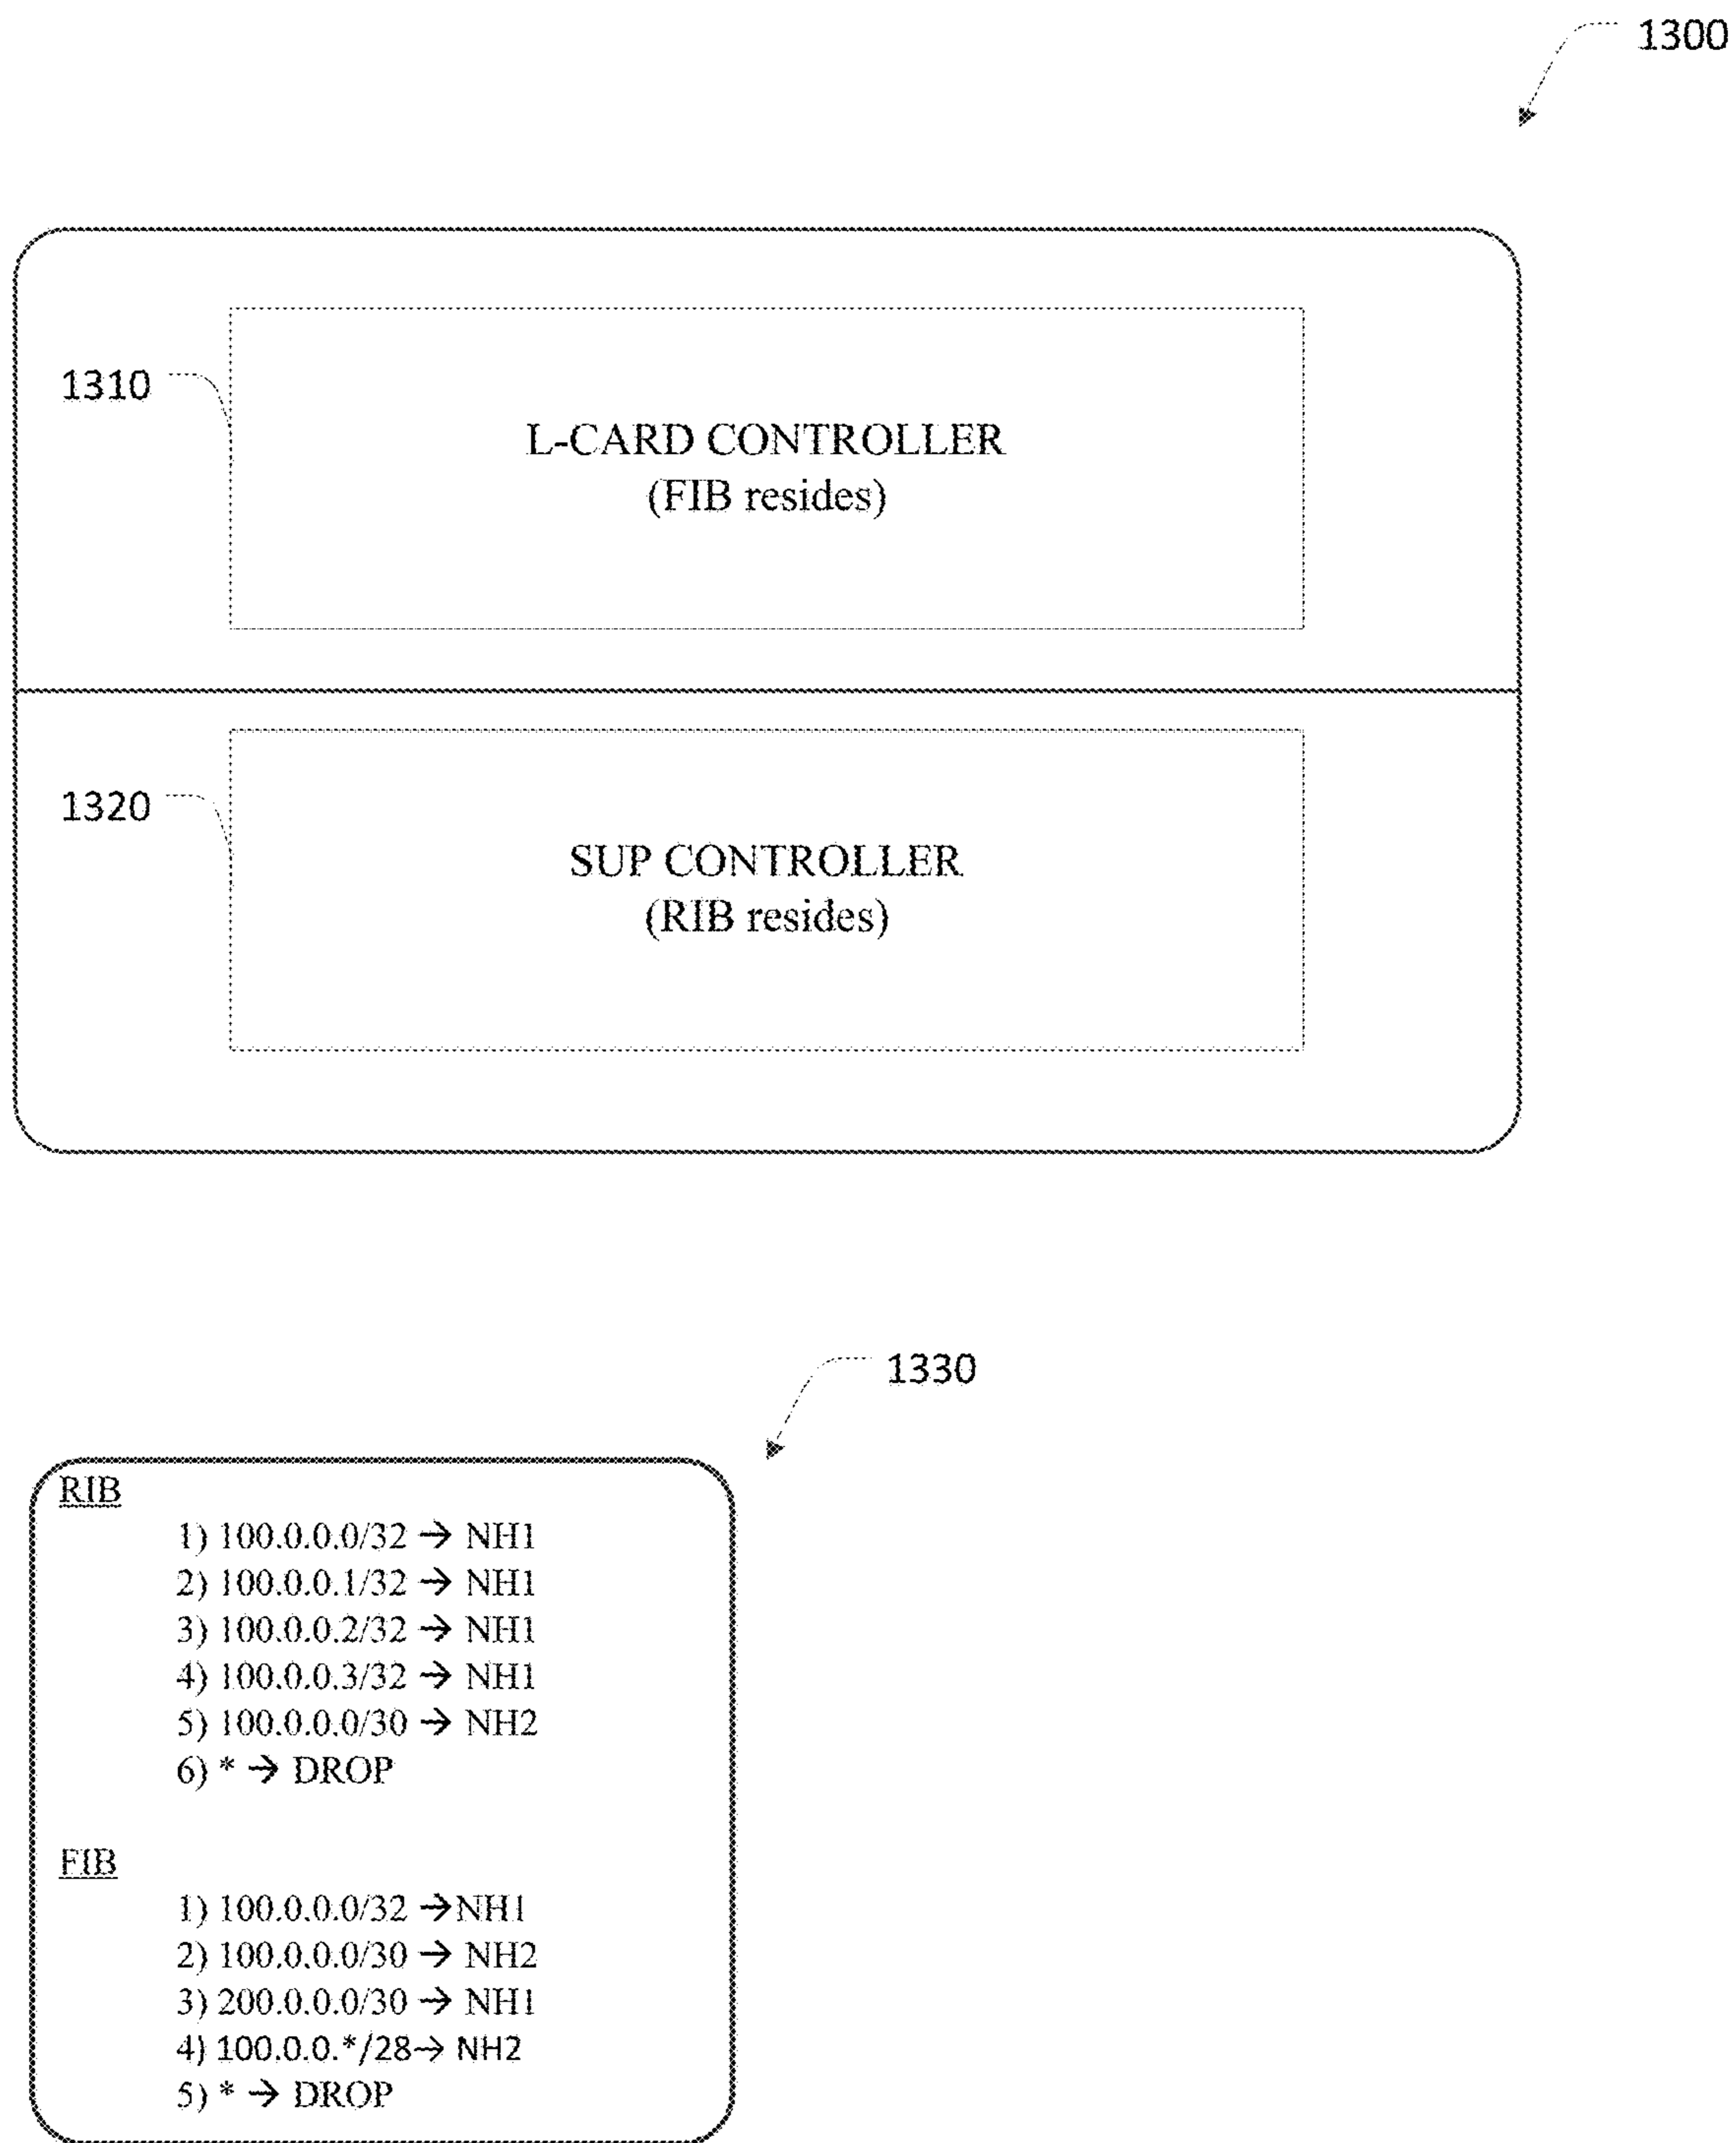 1300
1310
L-CARD CONTROLLER
(FIB resides)
1320
SUP CONTROLLER
(RIB resides)
1330
RIB
1) 100.0.0.0/32 → NH1
2) 100.0.0.1/32 → NH1
3) 100.0.0.2/32 → NH1
4) 100.0.0.3/32 → NH1
5) 100.0.0.0/30 → NH2
6) * → DROP
FIB
1) 100.0.0.0/32 →NH1
2) 100.0.0.0/30 → NH2
3) 200.0.0.0/30 → NH1
4) 100.0.0.*/28→ NH2
5) * → DROP